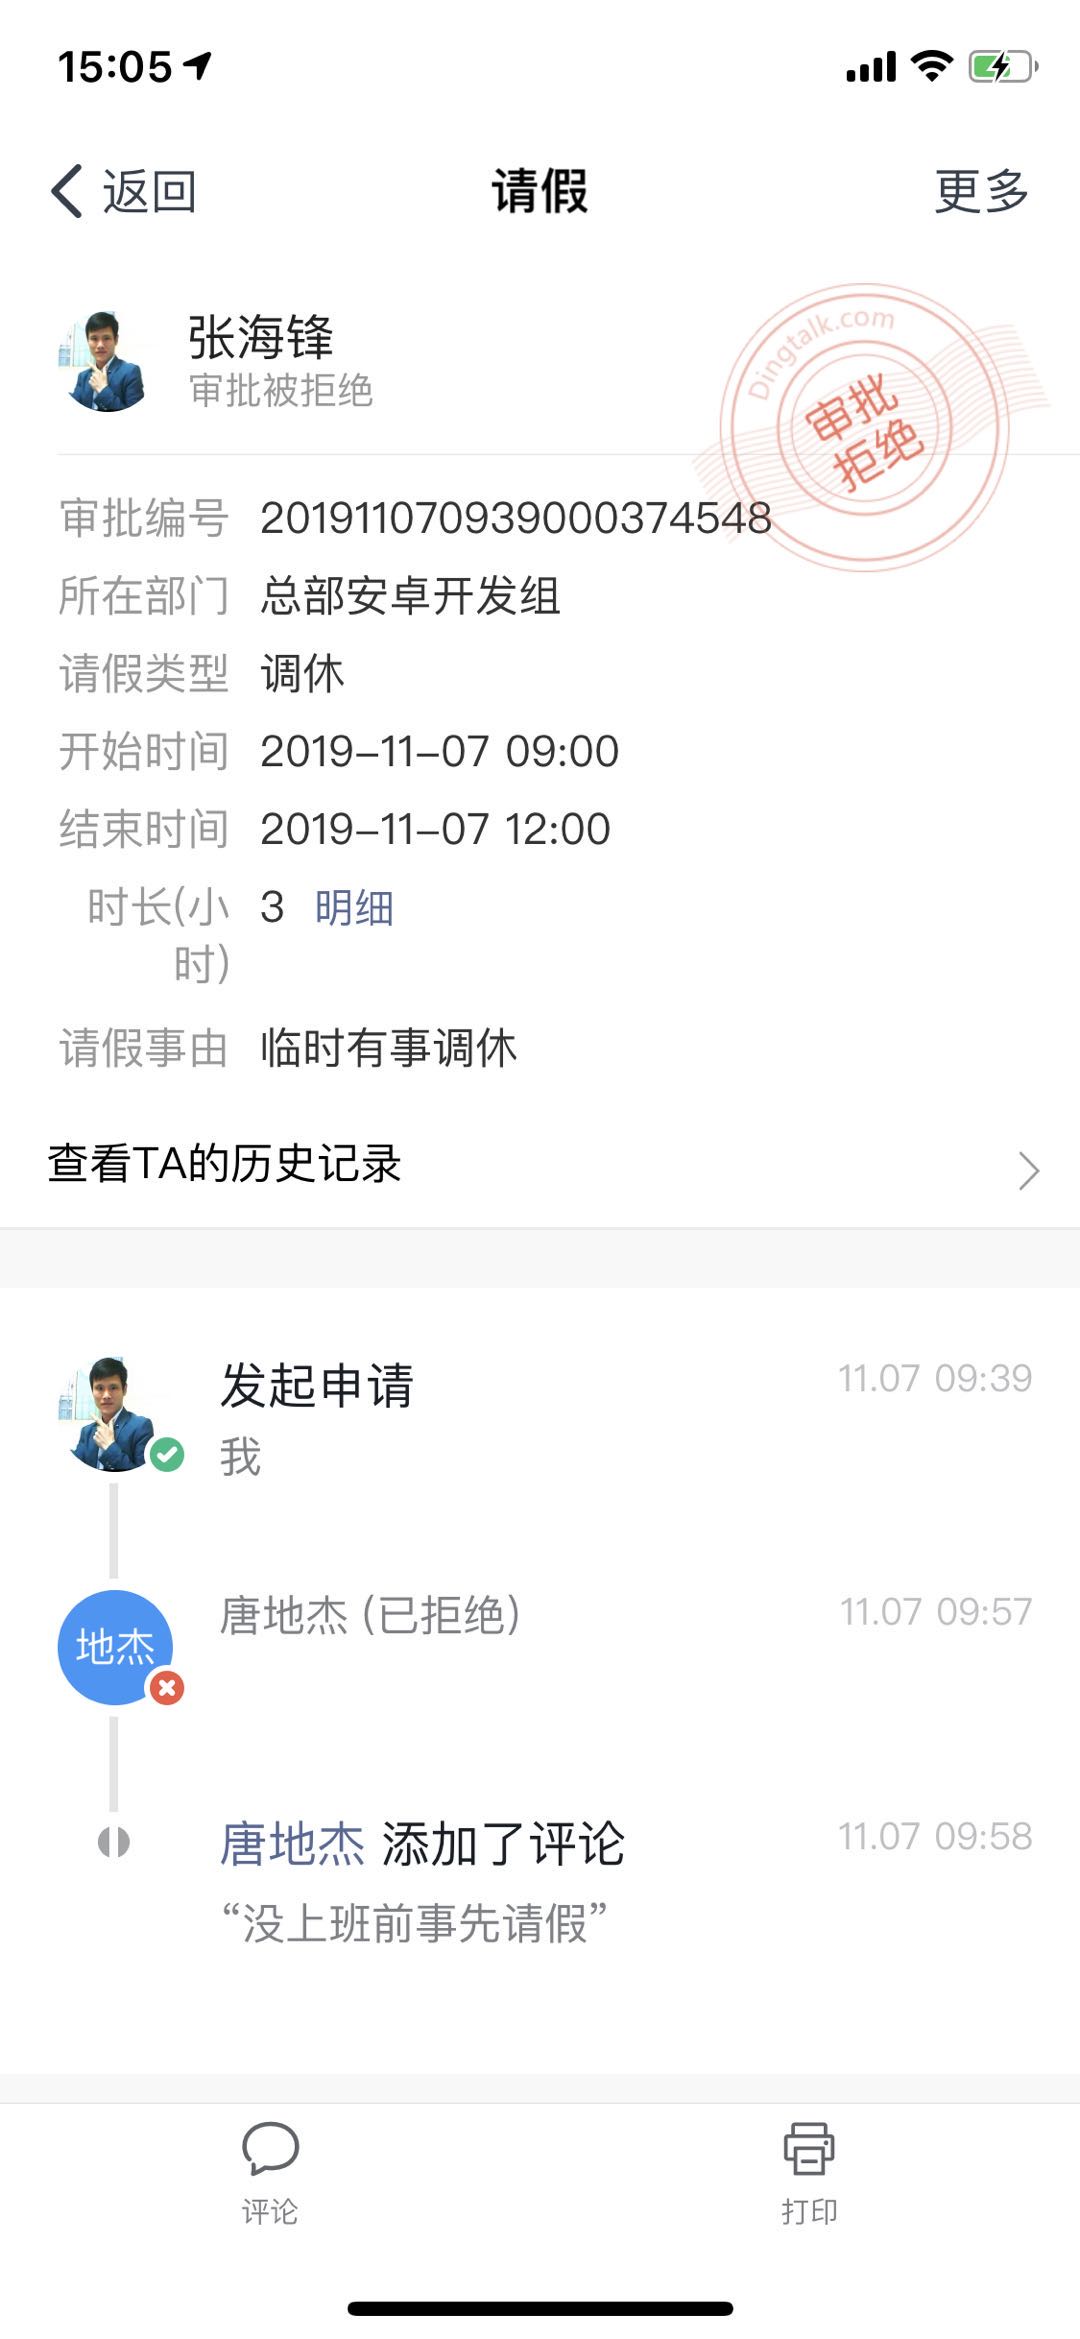 15:05
返回
请假
更多
张海锋
审批被拒绝
Dingtalk.com
审批
拒绝
审批编号 201911070939000374548
所在部门 总部安卓开发组
请假类型 调休
开始时间 2019-11-07 09:00
结束时间 2019-11-07 12:00
时长(小 3 明细
时)
请假事由 临时有事调休
查看TA的历史记录
发起申请 11.07 09:39
我
地杰
唐地杰 (已拒绝) 11.07 09:57
唐地杰 添加了评论 11.07 09:58
“没上班前事先请假”
评论
打印